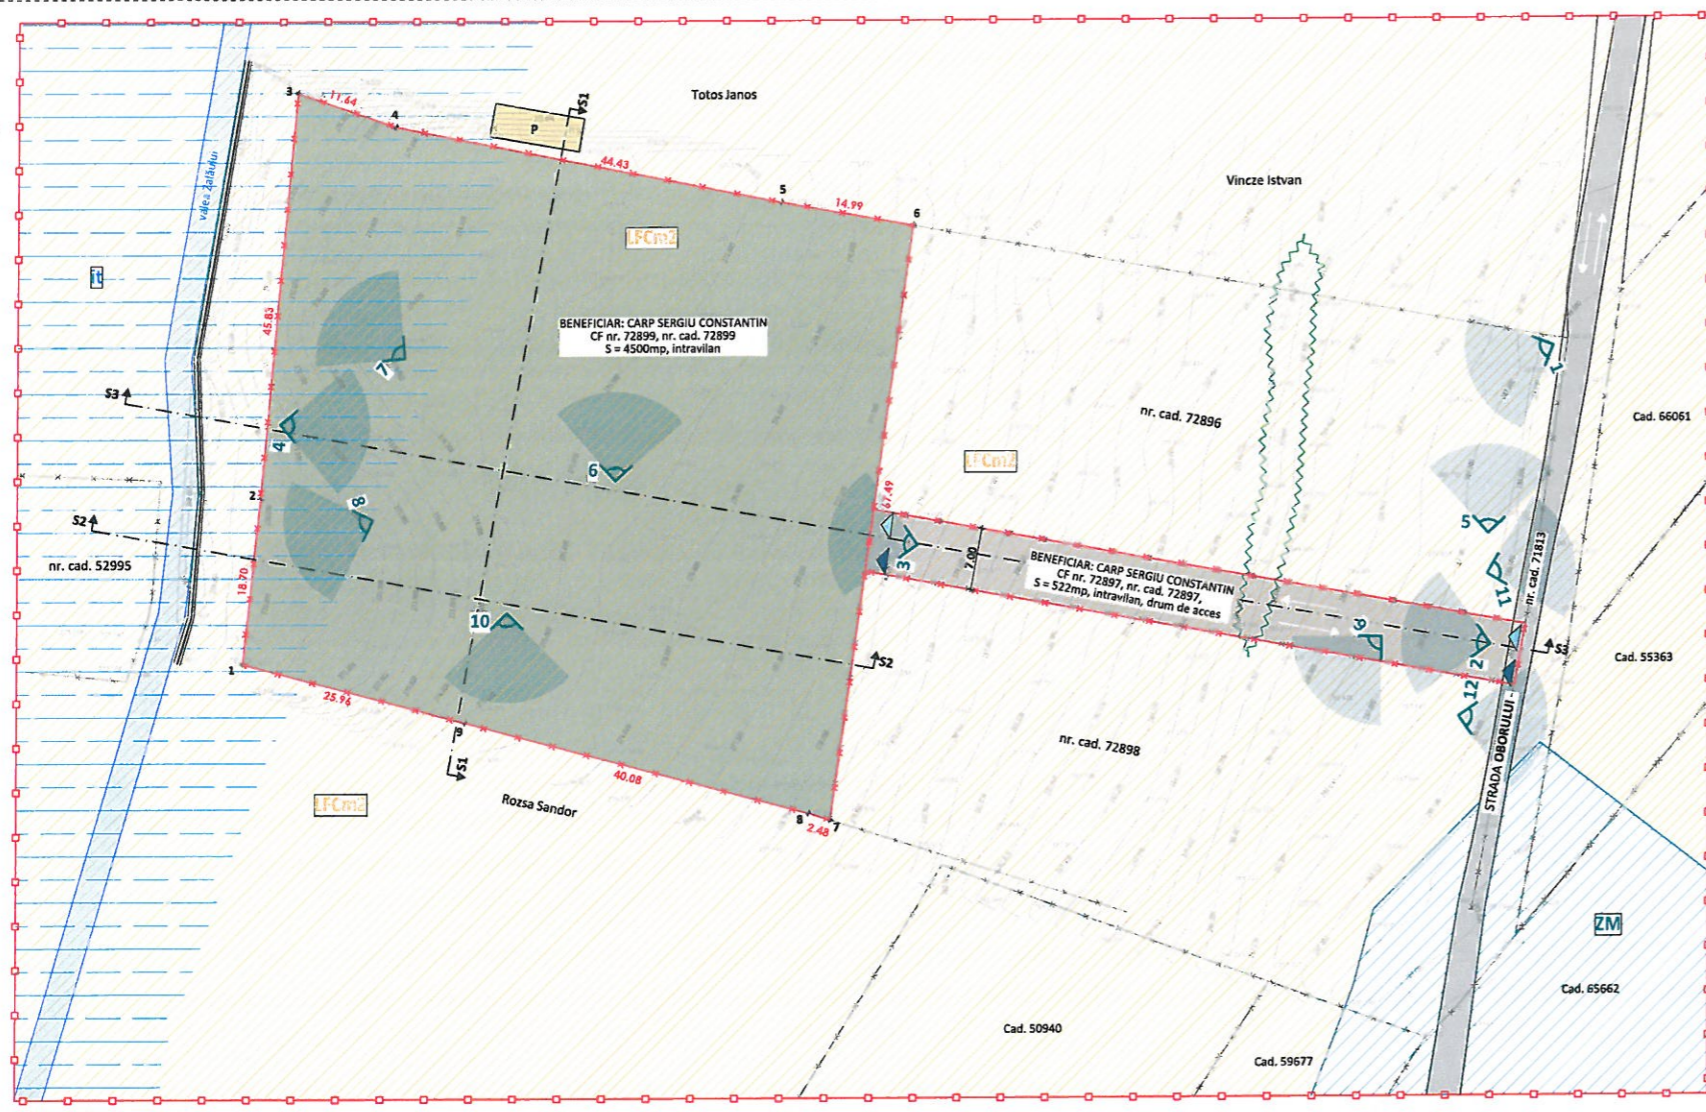 Totos Janos
S1
P
3
11.64
4
44.43
5
14.99
6
Vincze Istvan
valea Zalăului
it
LFCm2
BENEFICIAR: CARP SERGIU CONSTANTIN
CF nr. 72899, nr. cad. 72899
S = 4500mp, intravilan
45.83
7
1
S3
4
nr. cad. 72896
Cad. 66061
6
LFCm2
2
8
67.49
5
S2
nr. cad. 52995
3
7.00
BENEFICIAR: CARP SERGIU CONSTANTIN
CF nr. 72897, nr. cad. 72897,
S = 522mp, intravilan, drum de acces
11
nr. cad. 71813
18.70
10
9
2
S3
Cad. 55363
1
25.96
S2
12
9
S1
nr. cad. 72898
STRADA OBORULUI -
40.08
LFCm2
Rozsa Sandor
8
2.48
7
ZM
Cad. 65662
Cad. 50940
Cad. 59677